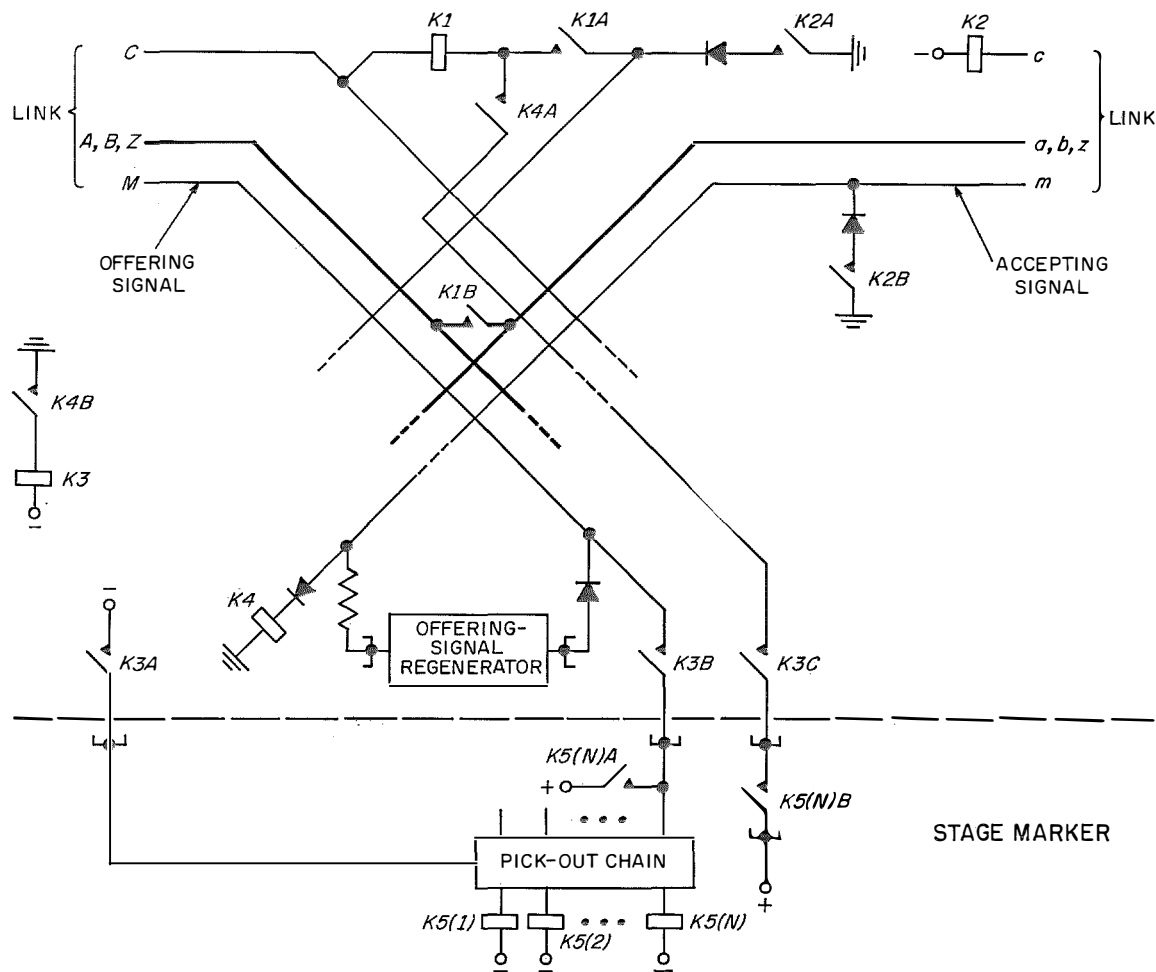 K1
K1A
K2A
K2
C
−
c
LINK
LINK
K4A
A, B, Z
a, b, z
M
m
OFFERING
SIGNAL
K1B
K2B
ACCEPTING
SIGNAL
K4B
K3
−
−
K4
OFFERING-
SIGNAL
REGENERATOR
K3A
K3B
K3C
K5(N)A
+
K5(N)B
STAGE MARKER
PICK-OUT CHAIN
+
K5(1)
K5(2)
K5(N)
−
−
−